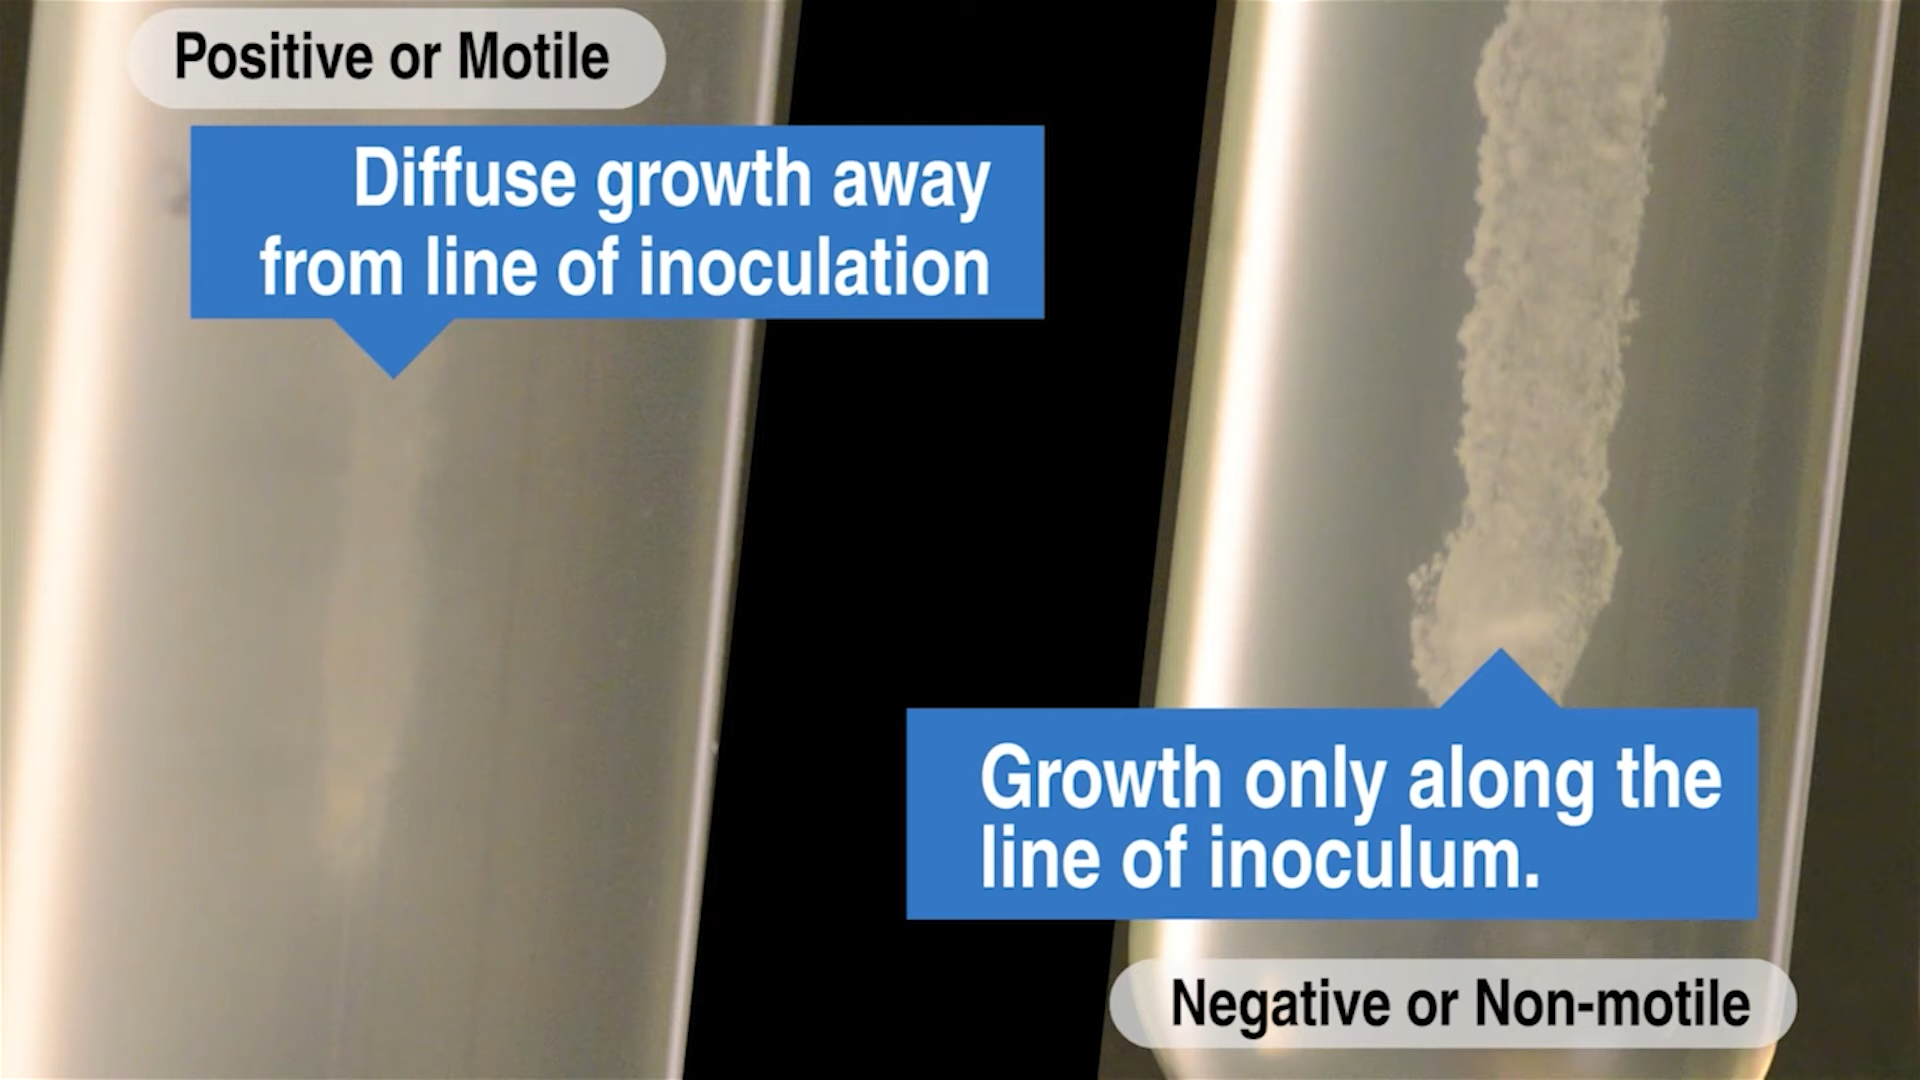 Positive or Motile
Diffuse growth away
from line of inoculation
Growth only along the
line of inoculum.
Negative or Non-motile